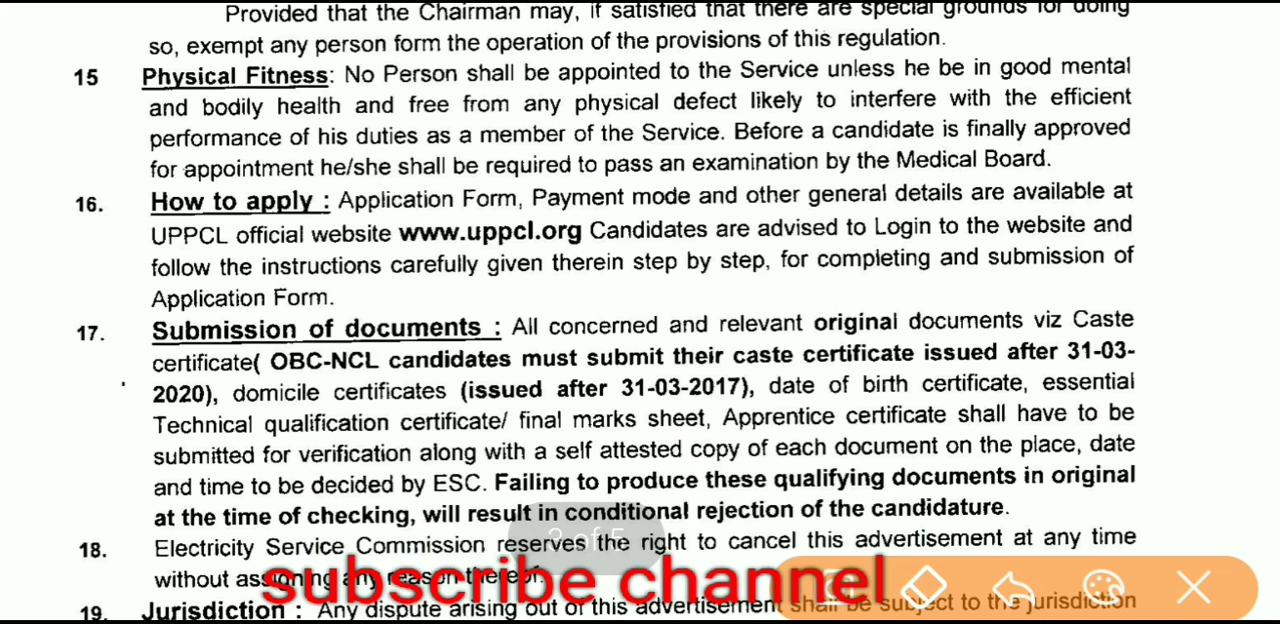 Provided that the Chairman may, if satisfied that there are special grounds for doing
so, exempt any person form the operation of the provisions of this regulation.
15 Physical Fitness: No Person shall be appointed to the Service unless he be in good mental
and bodily health and free from any physical defect likely to interfere with the efficient
performance of his duties as a member of the Service. Before a candidate is finally approved
for appointment he/she shall be required to pass an examination by the Medical Board.
16. How to apply : Application Form, Payment mode and other general details are available at
UPPCL official website www.uppcl.org Candidates are advised to Login to the website and
follow the instructions carefully given therein step by step, for completing and submission of
Application Form.
17. Submission of documents : All concerned and relevant original documents viz Caste
certificate( OBC-NCL candidates must submit their caste certificate issued after 31-03-
2020), domicile certificates (issued after 31-03-2017), date of birth certificate, essential
Technical qualification certificate/ final marks sheet, Apprentice certificate shall have to be
submitted for verification along with a self attested copy of each document on the place, date
and time to be decided by ESC. Failing to produce these qualifying documents in original
at the time of checking, will result in conditional rejection of the candidature.
3 of 5
18. Electricity Service Commission reserves the right to cancel this advertisement at any time
without assigning any reason thereof.
subscribe channel
19. Jurisdiction : Any dispute arising out of this advertisement shall be subject to the jurisdiction